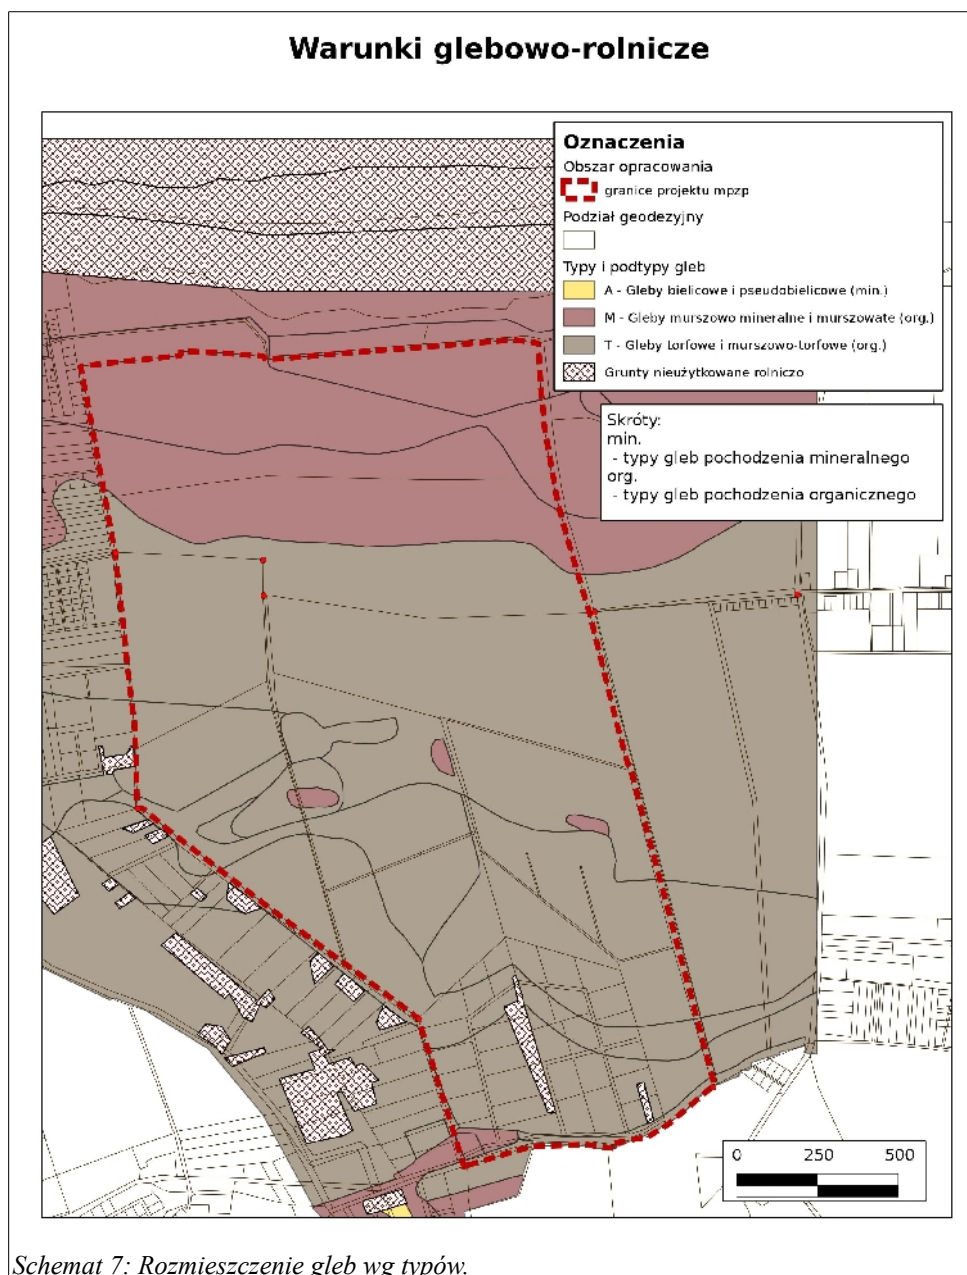 Warunki glebowo-rolnicze
Oznaczenia
Obszar opracowania
granice projektu mpzp
Podział geodezyjny
Typy i podtypy gleb
A - Gleby bielicowe i pseudobielicowe (min.)
M - Gleby murszowo mineralne i murszowate (org.)
T - Gleby torfowe i murszowo-torfowe (org.)
Grunty nieużytkowane rolniczo
Skróty:
min.
- typy gleb pochodzenia mineralnego
org.
- typy gleb pochodzenia organicznego
0 250 500
Schemat 7: Rozmieszczenie gleb wg typów.